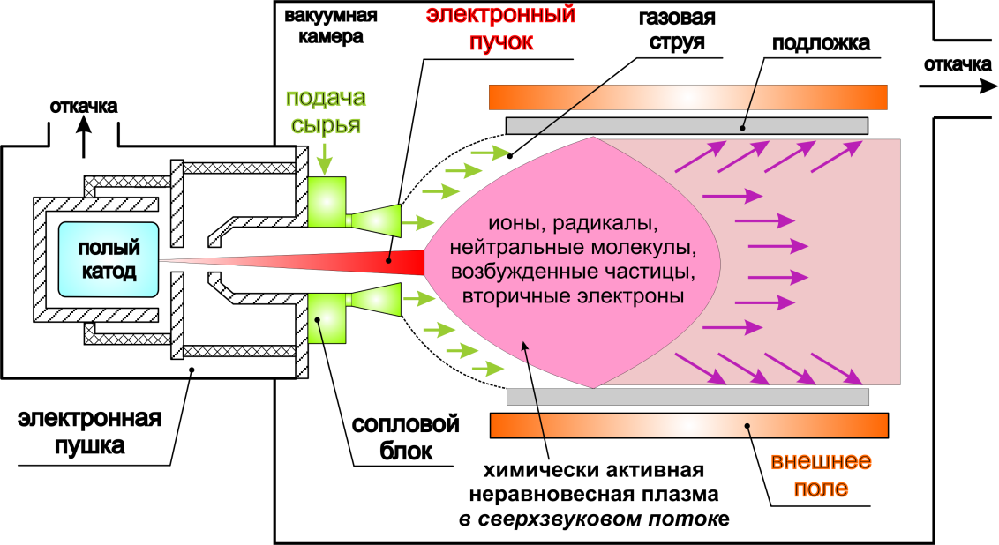 вакуумная
камера
электронный
пучок
газовая
струя
подложка
откачка
откачка
подача
сырья
полый
катод
ионы, радикалы,
нейтральные молекулы,
возбужденные частицы,
вторичные электроны
электронная
пушка
сопловой
блок
химически активная
неравновесная плазма
в сверхзвуковом потоке
внешнее
поле